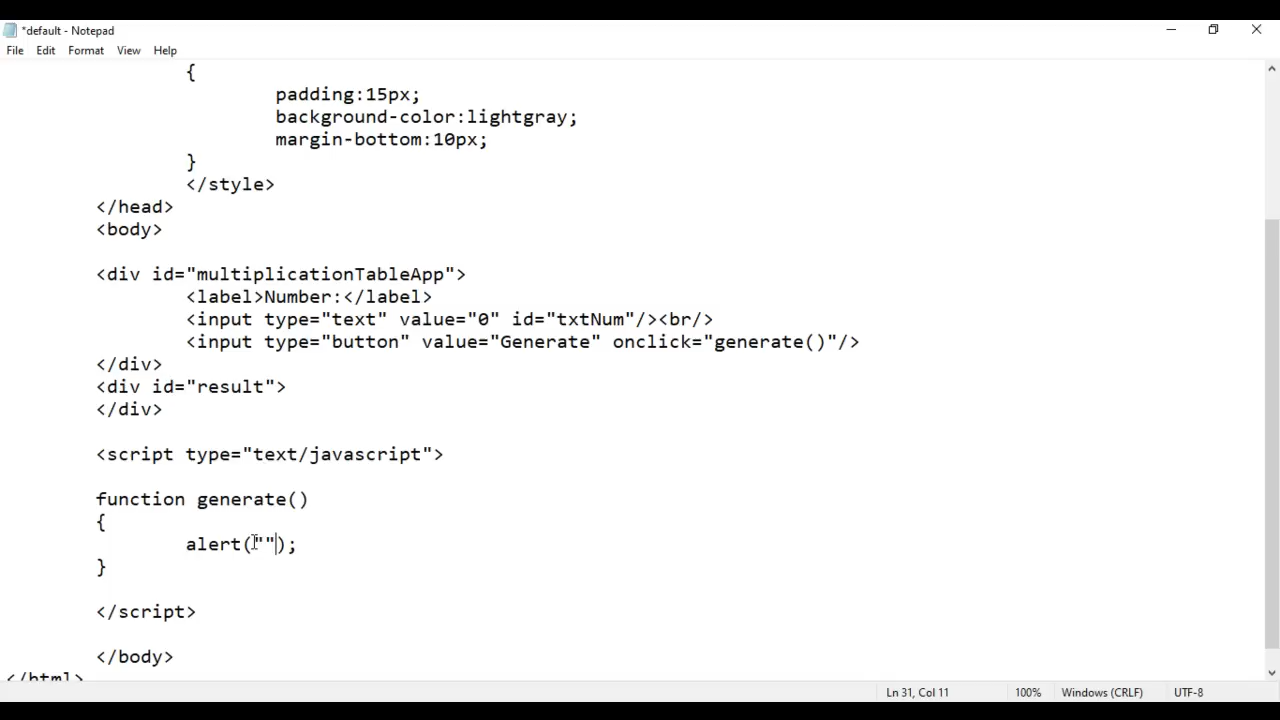 *default - Notepad
File Edit Format View Help
{
padding:15px;
background-color:lightgray;
margin-bottom:10px;
}
</style>
</head>
<body>
<div id="multiplicationTableApp">
<label>Number:</label>
<input type="text" value="0" id="txtNum"/><br/>
<input type="button" value="Generate" onclick="generate()"/>
</div>
<div id="result">
</div>
<script type="text/javascript">
function generate()
{
alert("");
}
</script>
</body>
</html>
Ln 31, Col 11 100% Windows (CRLF) UTF-8